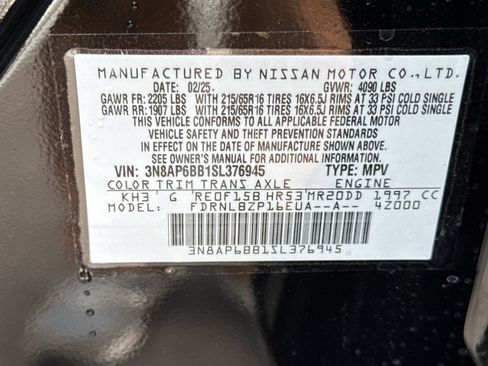 MANUFACTURED BY NISSAN MOTOR CO., LTD.
DATE: 02/25. GVWR: 4090 LBS
GAWR FR: 2205 LBS WITH 215/65R16 TIRES 16X6.5J RIMS AT 33 PSI COLD SINGLE
GAWR RR: 1907 LBS WITH 215/65R16 TIRES 16X6.5J RIMS AT 33 PSI COLD SINGLE
THIS VEHICLE CONFORMS TO ALL APPLICABLE FEDERAL MOTOR
VEHICLE SAFETY AND THEFT PREVENTION STANDARDS
IN EFFECT ON THE DATE OF MANUFACTURE SHOWN ABOVE.
SEE OWNER'S MANUAL FOR ADDITIONAL INFORMATION
VIN: 3N8AP6BB1SL376945 TYPE: MPV
COLOR TRIM TRANS AXLE ENGINE
KH3 G RE0F15B HR53 MR20DD 1997 CC
MODEL: FDRNLBZP16EUA--A-- 4Z000
3N8AP6BB1SL376945